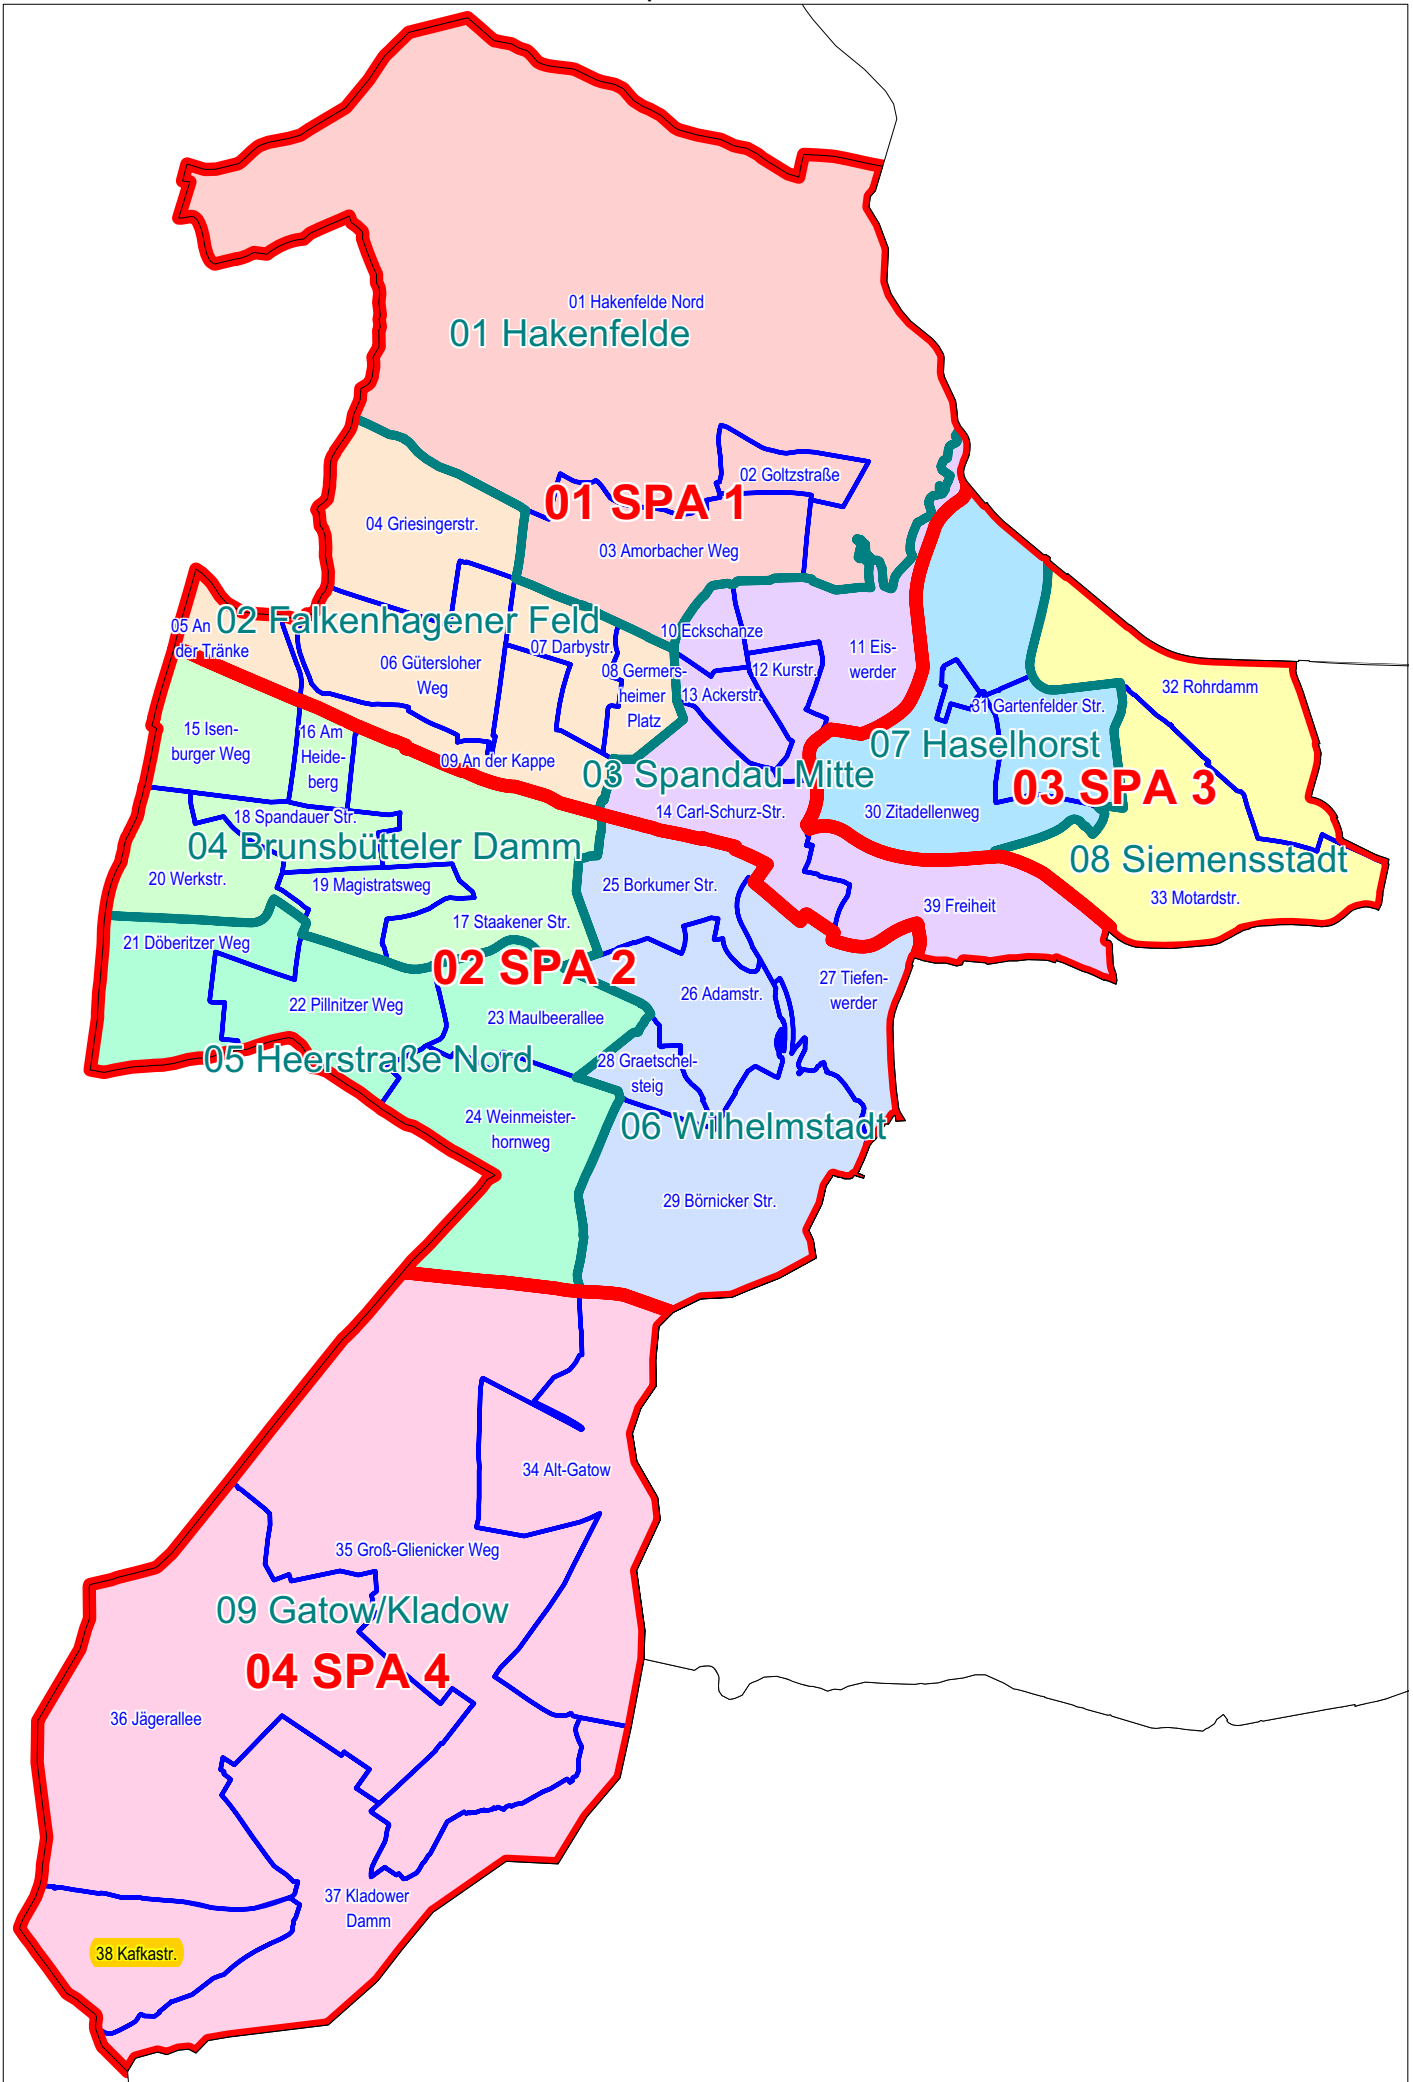 01 Hakenfelde Nord
01 Hakenfelde
02 Goltzstraße
01 SPA 1
04 Griesingerstr.
03 Amorbacher Weg
05 An
der Tränke
02 Falkenhagener Feld
10 Eckschanze
07 Darbystr.
06 Gütersloher
Weg
08 Germers-
heimer
Platz
12 Kurstr.
13 Ackerstr.
11 Eis-
werder
32 Rohrdamm
31 Gartenfelder Str.
15 Isen-
burger Weg
16 Am
Heide-
berg
09 An der Kappe
07 Haselhorst
03 Spandau Mitte
03 SPA 3
14 Carl-Schurz-Str.
30 Zitadellenweg
18 Spandauer Str.
04 Brunsbütteler Damm
08 Siemensstadt
20 Werkstr.
19 Magistratsweg
25 Borkumer Str.
33 Motardstr.
39 Freiheit
17 Staakener Str.
21 Döberitzer Weg
02 SPA 2
27 Tiefen-
werder
26 Adamstr.
22 Pillnitzer Weg
23 Maulbeerallee
05 Heerstraße Nord
28 Graetschel-
steig
24 Weinmeister-
hornweg
06 Wilhelmstadt
29 Börnicker Str.
34 Alt-Gatow
35 Groß-Glienicker Weg
09 Gatow/Kladow
04 SPA 4
36 Jägerallee
37 Kladower
Damm
38 Kafkastr.